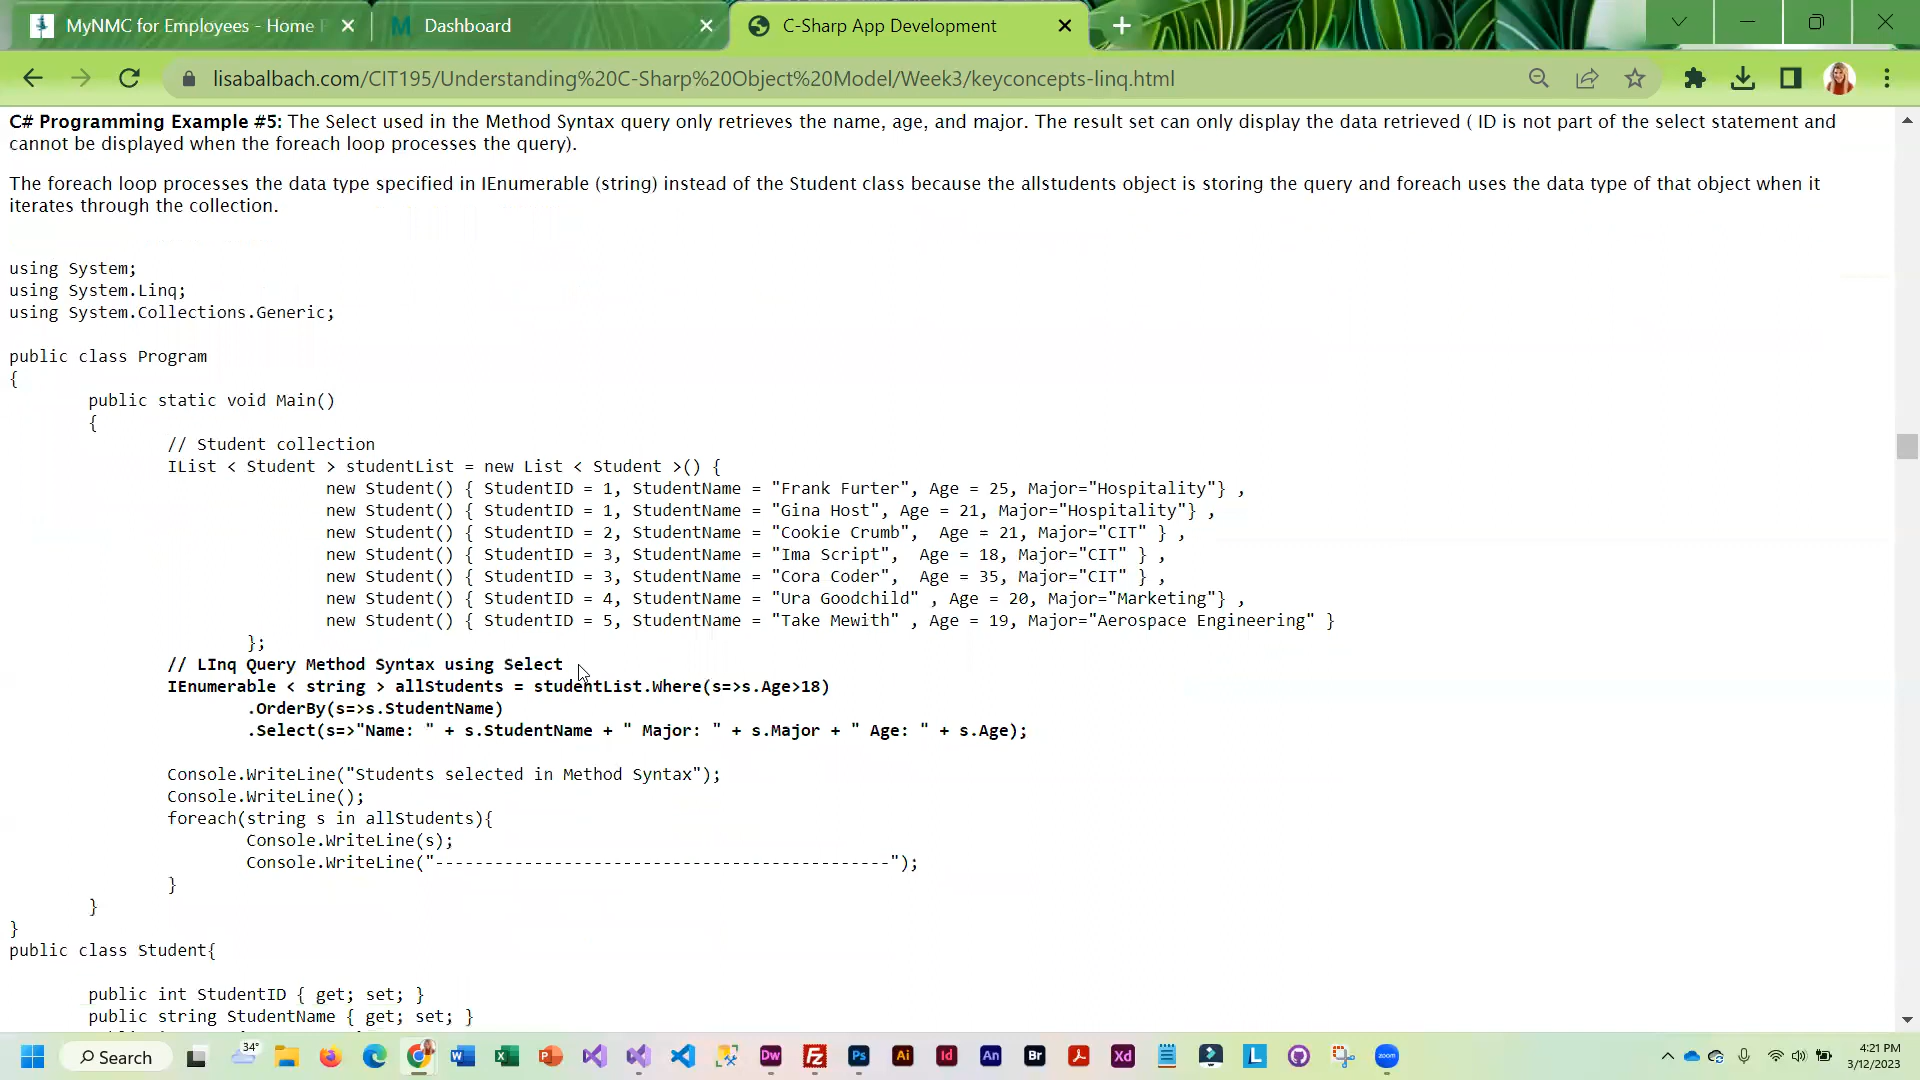 MyNMC for Employees - Home P
Dashboard
C-Sharp App Development
lisabalbach.com/CIT195/Understanding%20C-Sharp%20Object%20Model/Week3/keyconcepts-linq.html
C# Programming Example #5: The Select used in the Method Syntax query only retrieves the name, age, and major. The result set can only display the data retrieved ( ID is not part of the select statement and
cannot be displayed when the foreach loop processes the query).
The foreach loop processes the data type specified in IEnumerable (string) instead of the Student class because the allstudents object is storing the query and foreach uses the data type of that object when it
iterates through the collection.
using System;
using System.Linq;
using System.Collections.Generic;
public class Program
{
public static void Main()
{
// Student collection
IList < Student > studentList = new List < Student >() {
new Student() { StudentID = 1, StudentName = "Frank Furter", Age = 25, Major="Hospitality"} ,
new Student() { StudentID = 1, StudentName = "Gina Host", Age = 21, Major="Hospitality"} ,
new Student() { StudentID = 2, StudentName = "Cookie Crumb",  Age = 21, Major="CIT" } ,
new Student() { StudentID = 3, StudentName = "Ima Script",  Age = 18, Major="CIT" } ,
new Student() { StudentID = 3, StudentName = "Cora Coder",  Age = 35, Major="CIT" } ,
new Student() { StudentID = 4, StudentName = "Ura Goodchild" , Age = 20, Major="Marketing"} ,
new Student() { StudentID = 5, StudentName = "Take Mewith" , Age = 19, Major="Aerospace Engineering" }
};
// LInq Query Method Syntax using Select
IEnumerable < string > allStudents = studentList.Where(s=>s.Age>18)
.OrderBy(s=>s.StudentName)
.Select(s=>"Name: " + s.StudentName + " Major: " + s.Major + " Age: " + s.Age);
Console.WriteLine("Students selected in Method Syntax");
Console.WriteLine();
foreach(string s in allStudents){
Console.WriteLine(s);
Console.WriteLine("----------------------------------------------");
}
}
}
public class Student{
public int StudentID { get; set; }
public string StudentName { get; set; }
Search
34°
4:21 PM
3/12/2023